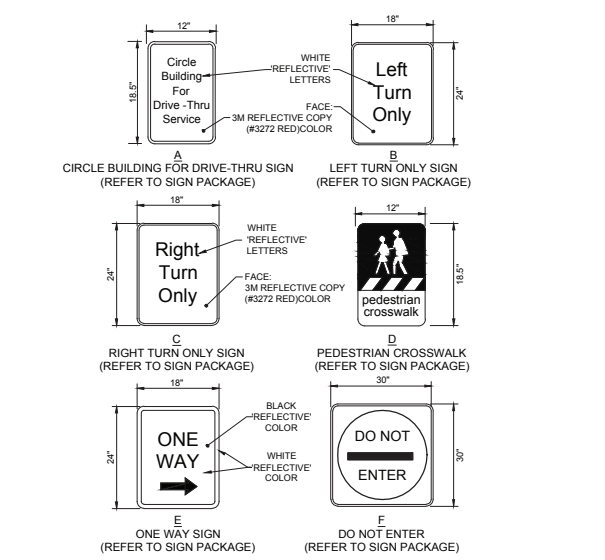 12"
18.5"
Circle
Building
For
Drive -Thru
Service
WHITE
'REFLECTIVE'
LETTERS
FACE:
3M REFLECTIVE COPY
(#3272 RED)COLOR
18"
24"
Left
Turn
Only
A
CIRCLE BUILDING FOR DRIVE-THRU SIGN
(REFER TO SIGN PACKAGE)
B
LEFT TURN ONLY SIGN
(REFER TO SIGN PACKAGE)
18"
24"
Right
Turn
Only
WHITE
'REFLECTIVE'
LETTERS
FACE:
3M REFLECTIVE COPY
(#3272 RED)COLOR
12"
18.5"
pedestrian
crosswalk
C
RIGHT TURN ONLY SIGN
(REFER TO SIGN PACKAGE)
D
PEDESTRIAN CROSSWALK
(REFER TO SIGN PACKAGE)
18"
24"
ONE
WAY
BLACK
'REFLECTIVE'
COLOR
WHITE
'REFLECTIVE'
COLOR
30"
30"
DO NOT
ENTER
E
ONE WAY SIGN
(REFER TO SIGN PACKAGE)
F
DO NOT ENTER
(REFER TO SIGN PACKAGE)